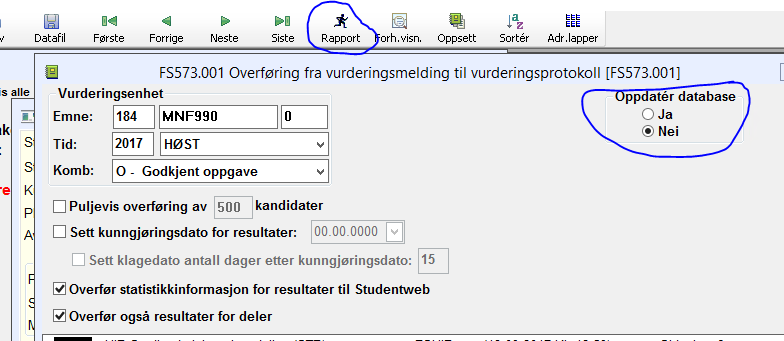 v Datafil Første Forrige Neste Siste Rapport Forh.visn. Oppsett Sortér Adr.lapper
FS573.001 Overføring fra vurderingsmelding til vurderingsprotokoll [FS573.001]
is alle
Vurderingsenhet
Oppdatér database
Emne: 184 MNF990 0
Ja
Nei
Tid: 2017 HØST
Komb: O - Godkjent oppgave
Puljevis overføring av 500 kandidater
Sett kunngjøringsdato for resultater: 00.00.0000
Sett klagedato antall dager etter kunngjøringsdato: 15
Overfør statistikkinformasjon for resultater til Studentweb
Overfør også resultater for deler